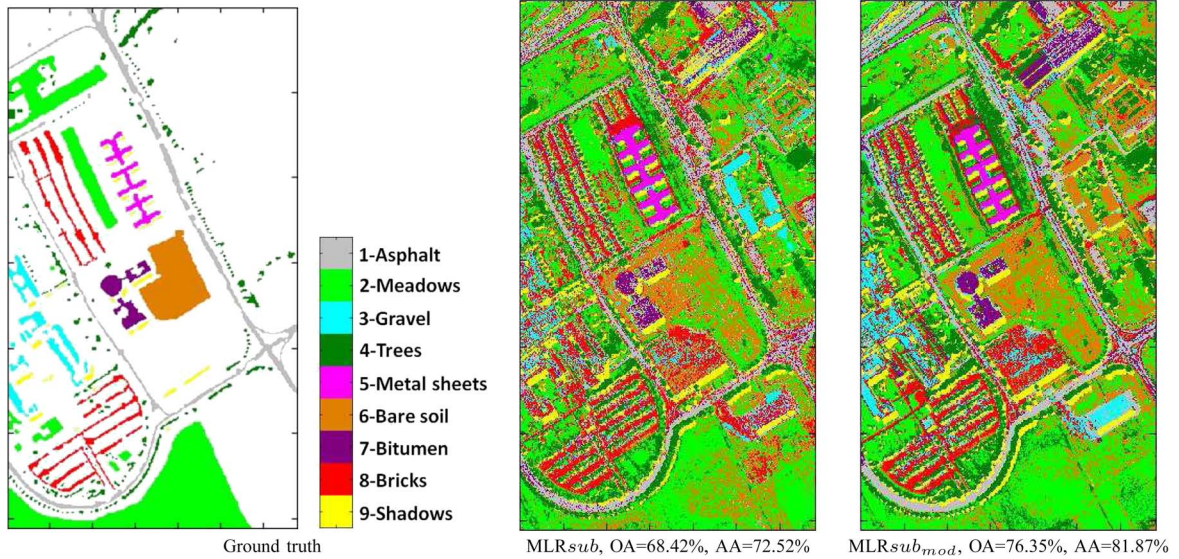 1-Asphalt
2-Meadows
3-Gravel
4-Trees
5-Metal sheets
6-Bare soil
7-Bitumen
8-Bricks
9-Shadows
Ground truth
MLRsub, OA=68.42%, AA=72.52%
MLRsub_mod, OA=76.35%, AA=81.87%